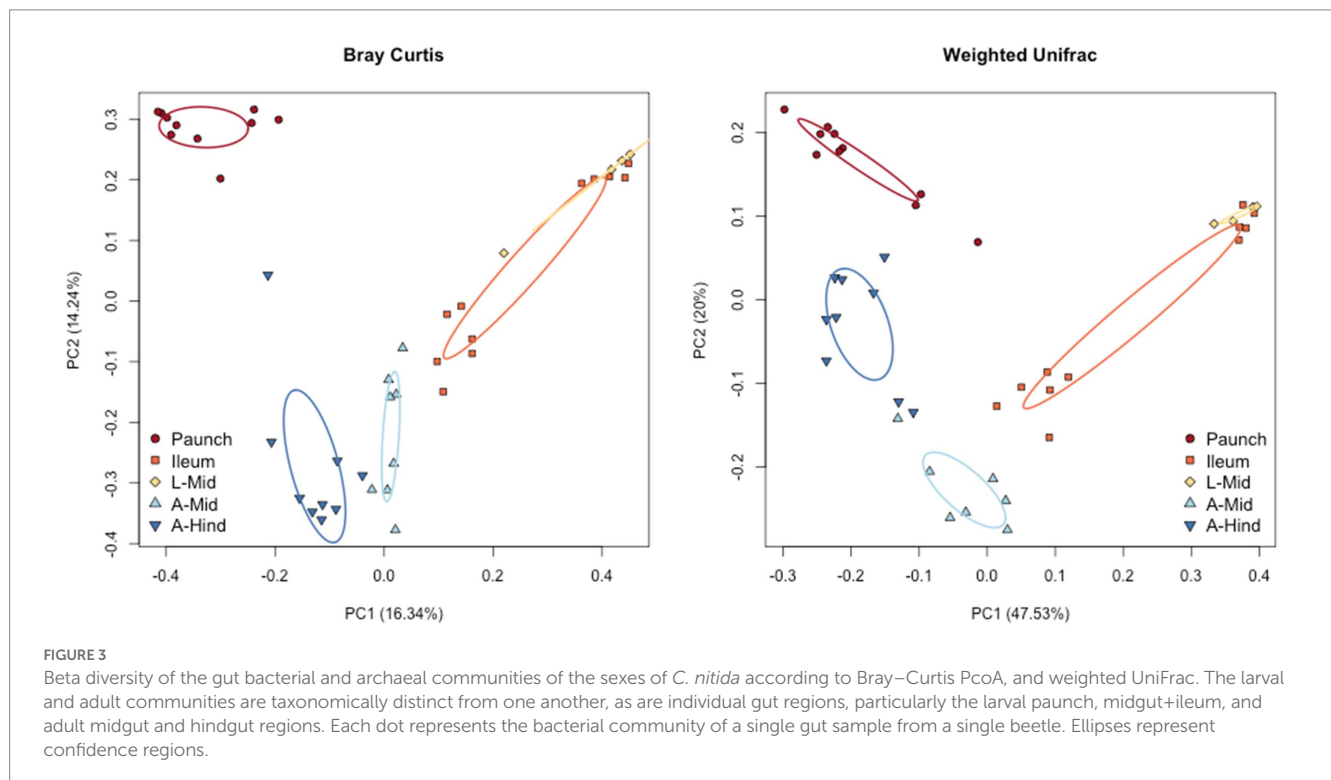 Bray Curtis
PC2 (14.24%)
0.3
0.2
0.1
0.0
-0.1
-0.2
-0.3
-0.4
Paunch
Ileum
L-Mid
A-Mid
A-Hind
-0.4 -0.2 0.0 0.2 0.4
PC1 (16.34%)
Weighted Unifrac
PC2 (20%)
0.2
0.1
0.0
-0.1
-0.2
Paunch
Ileum
L-Mid
A-Mid
A-Hind
-0.3 -0.2 -0.1 0.0 0.1 0.2 0.3 0.4
PC1 (47.53%)
FIGURE 3
Beta diversity of the gut bacterial and archaeal communities of the sexes of C. nitida according to Bray–Curtis PcoA, and weighted UniFrac. The larval
and adult communities are taxonomically distinct from one another, as are individual gut regions, particularly the larval paunch, midgut+ileum, and
adult midgut and hindgut regions. Each dot represents the bacterial community of a single gut sample from a single beetle. Ellipses represent
confidence regions.